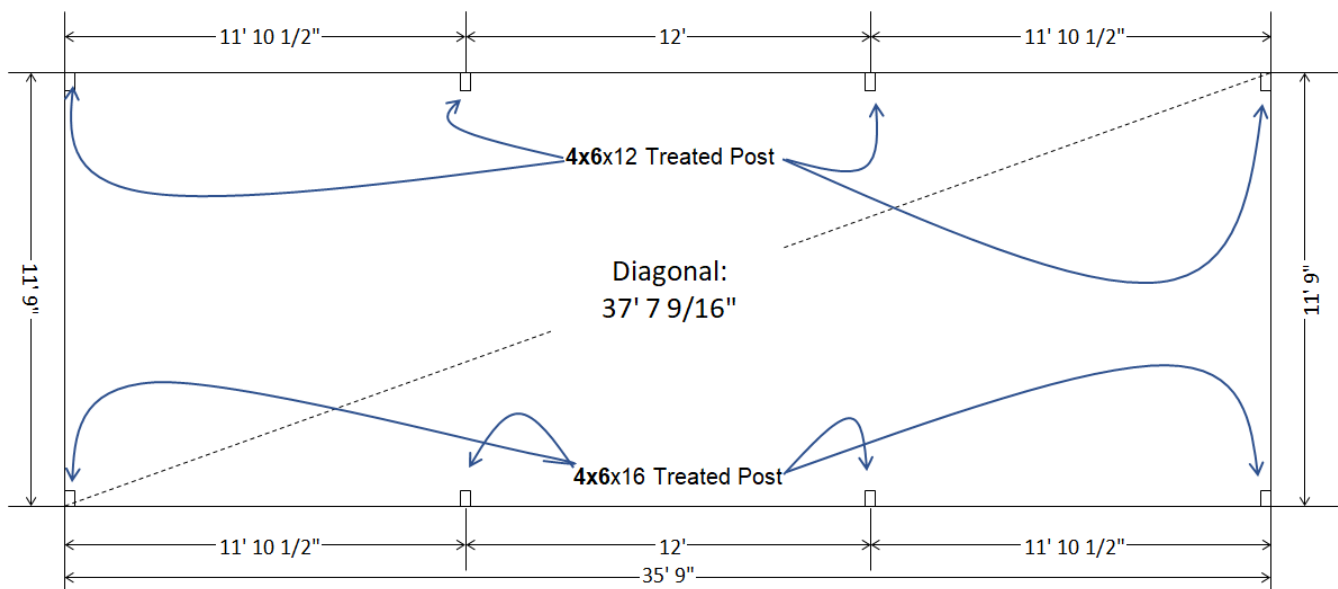 11' 10 1/2"
12'
11' 10 1/2"
4x6x12 Treated Post
11' 9"
Diagonal:
37' 7 9/16"
11' 9"
4x6x16 Treated Post
11' 10 1/2"
12'
11' 10 1/2"
35' 9"